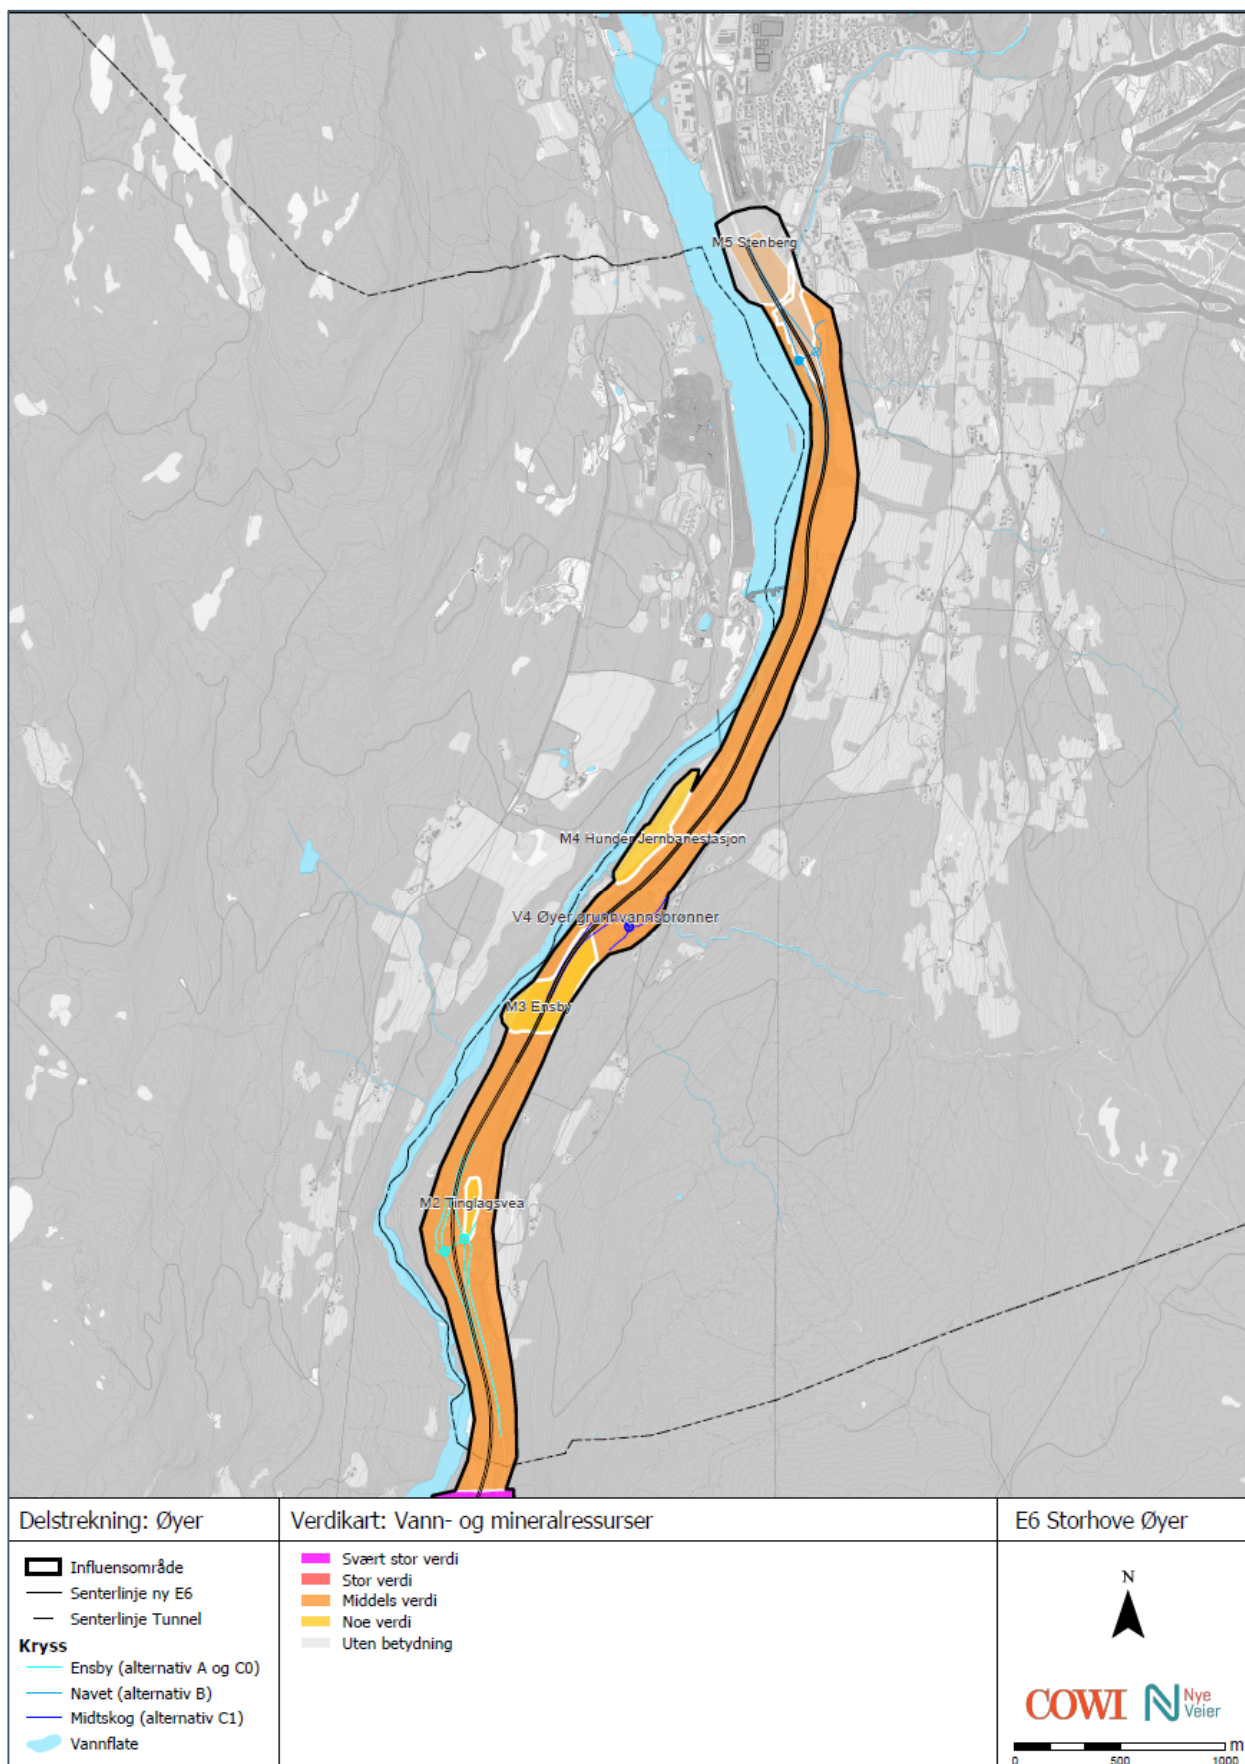 M5 Stenberg
M4 Hunder Jernbanestasjon
V4 Øyer grunnvannsbrønner
M3 Ensby
M2 Tinglagsvea
Delstrekning: Øyer
Influensområde
Senterlinje ny E6
Senterlinje Tunnel
Kryss
Ensby (alternativ A og C0)
Navet (alternativ B)
Midtskog (alternativ C1)
Vannflate
Verdikart: Vann- og mineralressurser
Svært stor verdi
Stor verdi
Middels verdi
Noe verdi
Uten betydning
E6 Storhove Øyer
N
COWI
Nye
Veier
m
0 500 1000